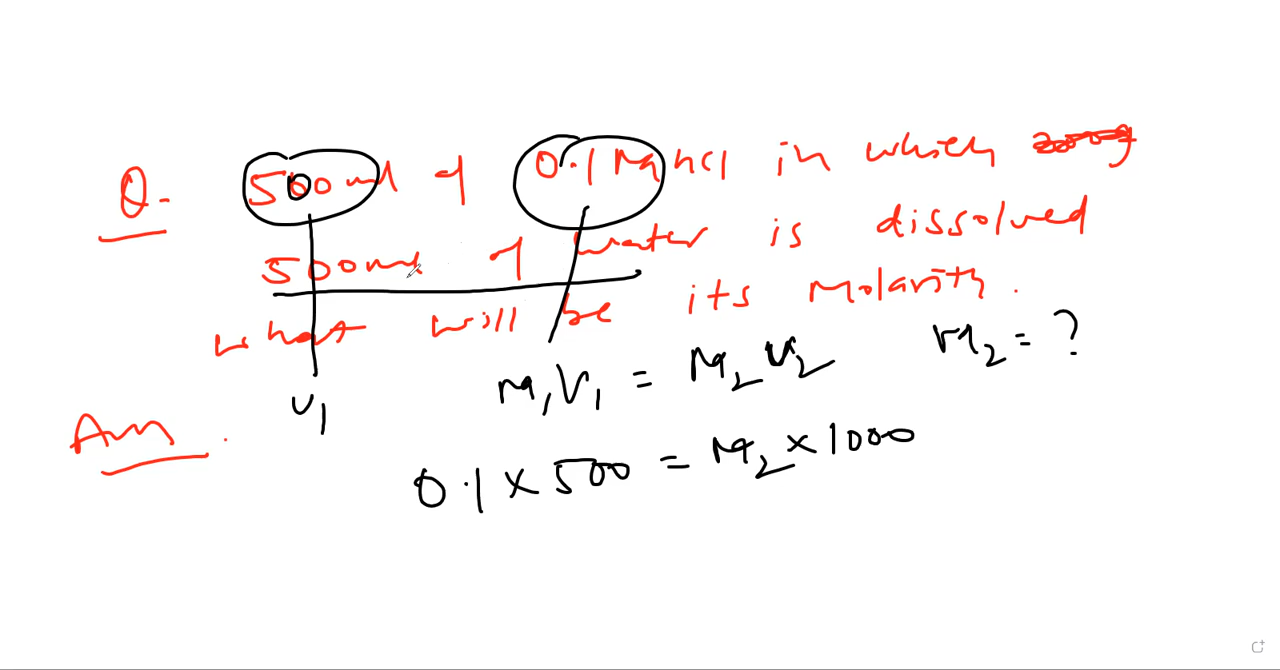 Q. 500ml of 0.1 M HCl in which
500ml of water is dissolved
what will be its molarity.
M1V1 = M2V2 M2 = ?
V1
Ans.
0.1 x 500 = M2 x 1000